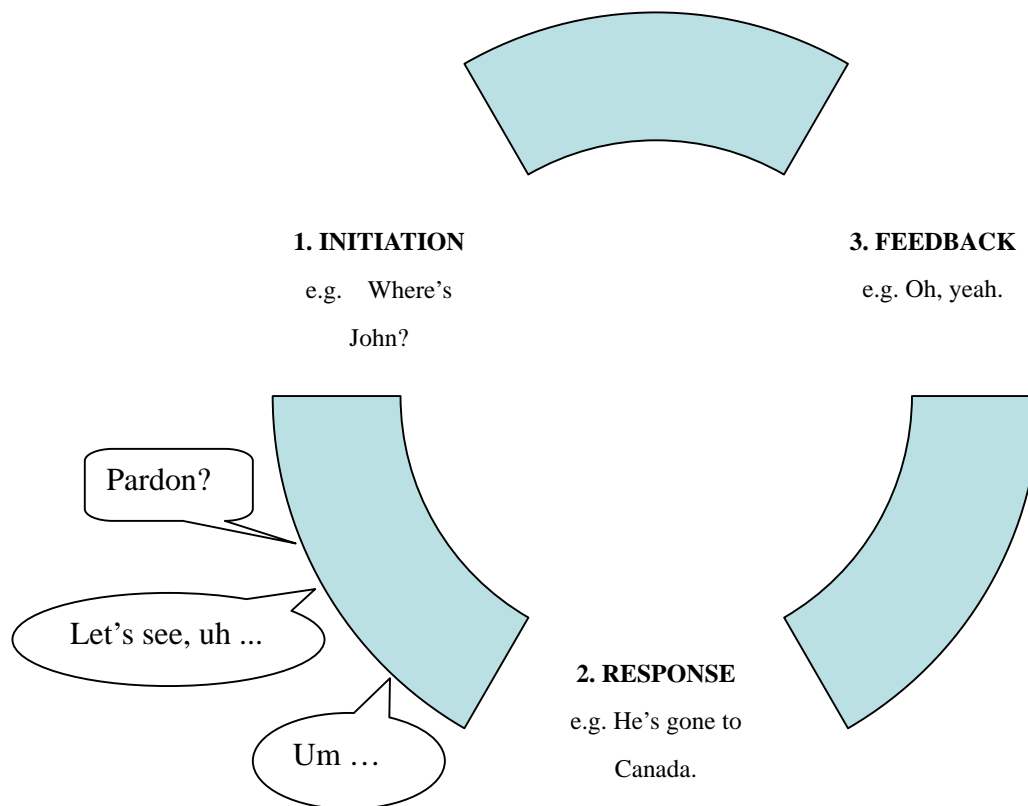 1. INITIATION
e.g. Where’s
John?
3. FEEDBACK
e.g. Oh, yeah.
Pardon?
Let’s see, uh ...
Um …
2. RESPONSE
e.g. He’s gone to
Canada.